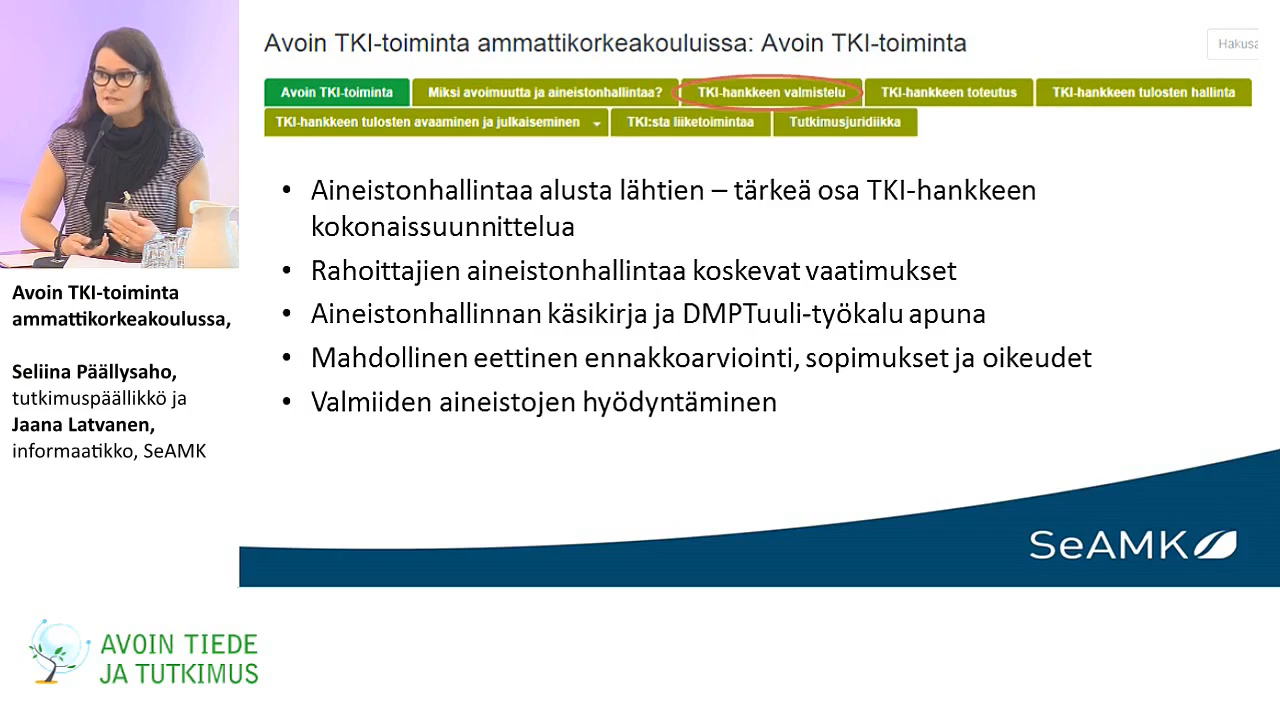 Avoin TKI-toiminta ammattikorkeakouluissa: Avoin TKI-toiminta
Avoin TKI-toiminta
Miksi avoimuutta ja aineistonhallintaa?
TKI-hankkeen valmistelu
TKI-hankkeen toteutus
TKI-hankkeen tulosten hallinta
TKI-hankkeen tulosten avaaminen ja julkaiseminen
TKI:sta liiketoimintaa
Tutkimusjuridiikka
• Aineistonhallintaa alusta lähtien – tärkeä osa TKI-hankkeen
kokonaissuunnittelua
• Rahoittajien aineistonhallintaa koskevat vaatimukset
• Aineistonhallinnan käsikirja ja DMPTuuli-työkalu apuna
• Mahdollinen eettinen ennakkoarviointi, sopimukset ja oikeudet
• Valmiiden aineistojen hyödyntäminen
Avoin TKI-toiminta
ammattikorkeakoulussa,
Seliina Päällysaho,
tutkimuspäällikkö ja
Jaana Latvanen,
informaatikko, SeAMK
SeAMK
AVOIN TIEDE
JA TUTKIMUS